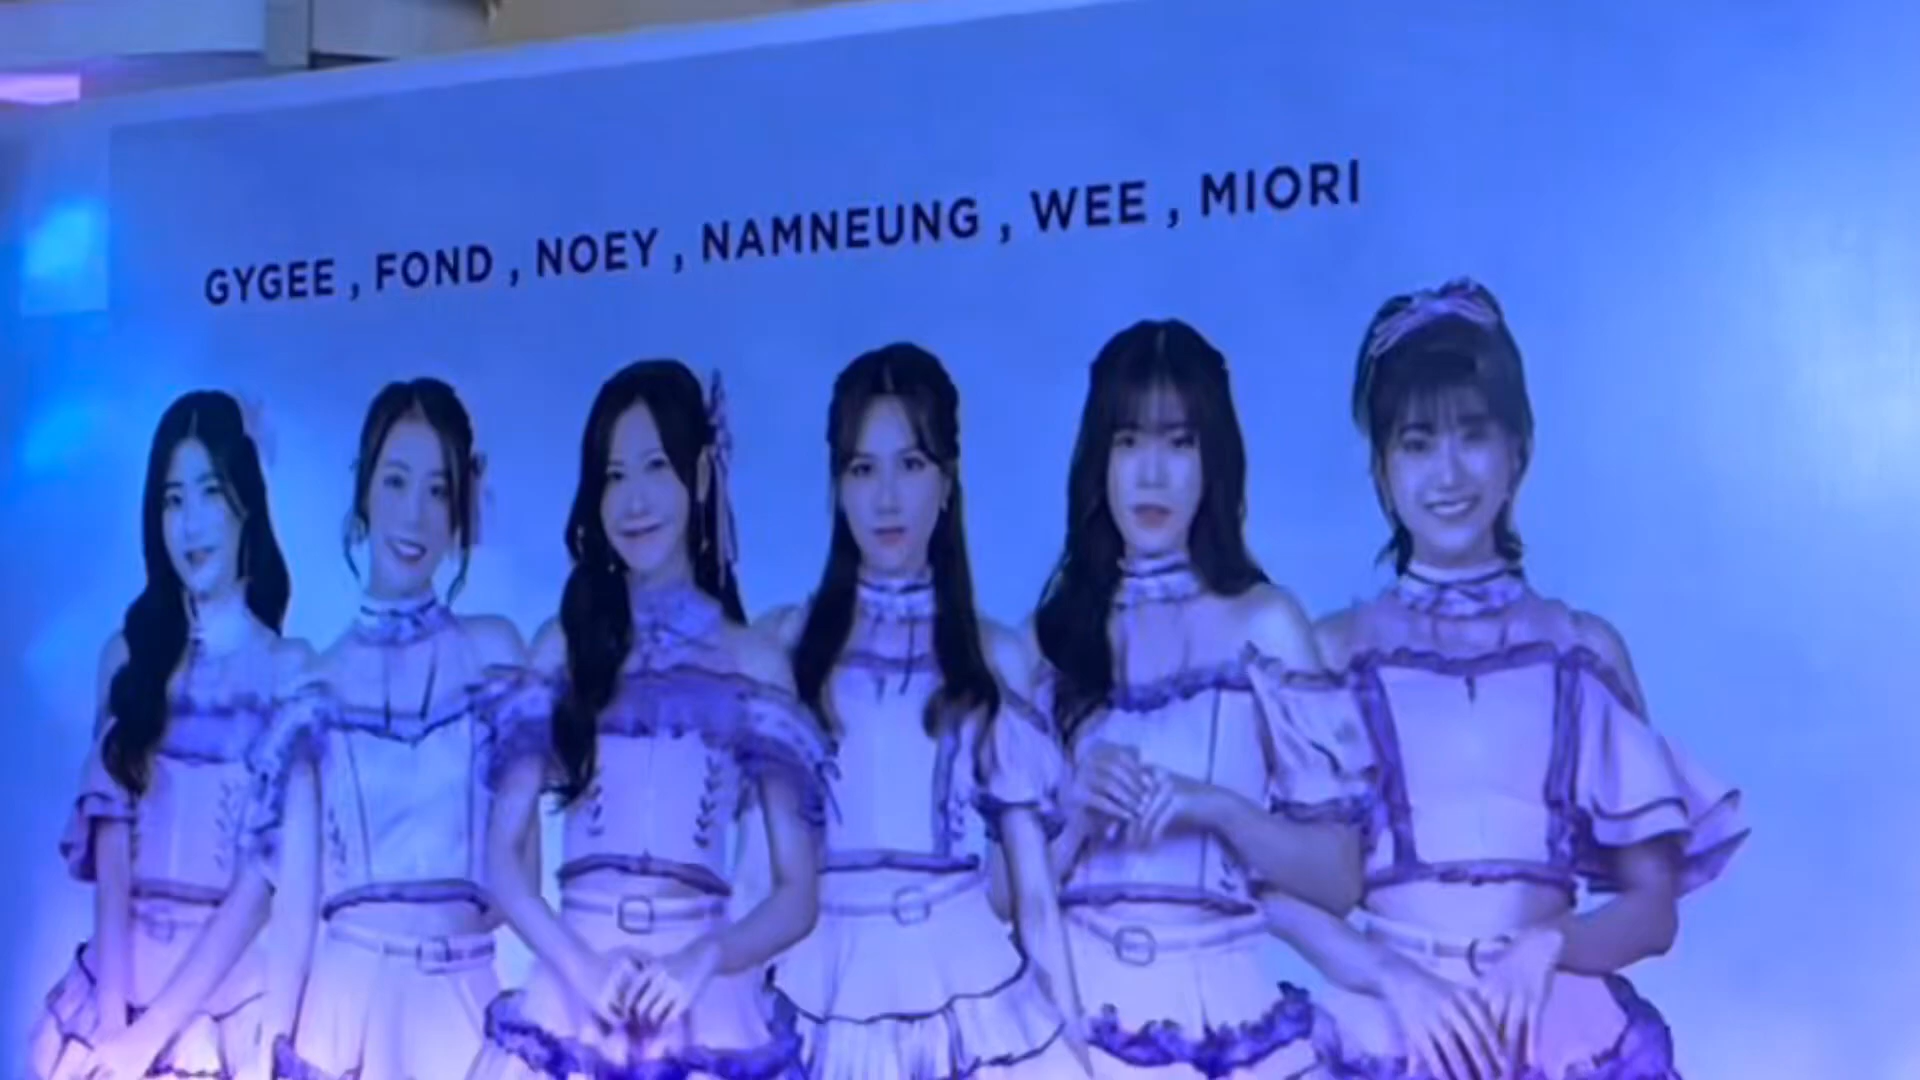 GYGEE , FOND , NOEY , NAMNEUNG , WEE , MIORI